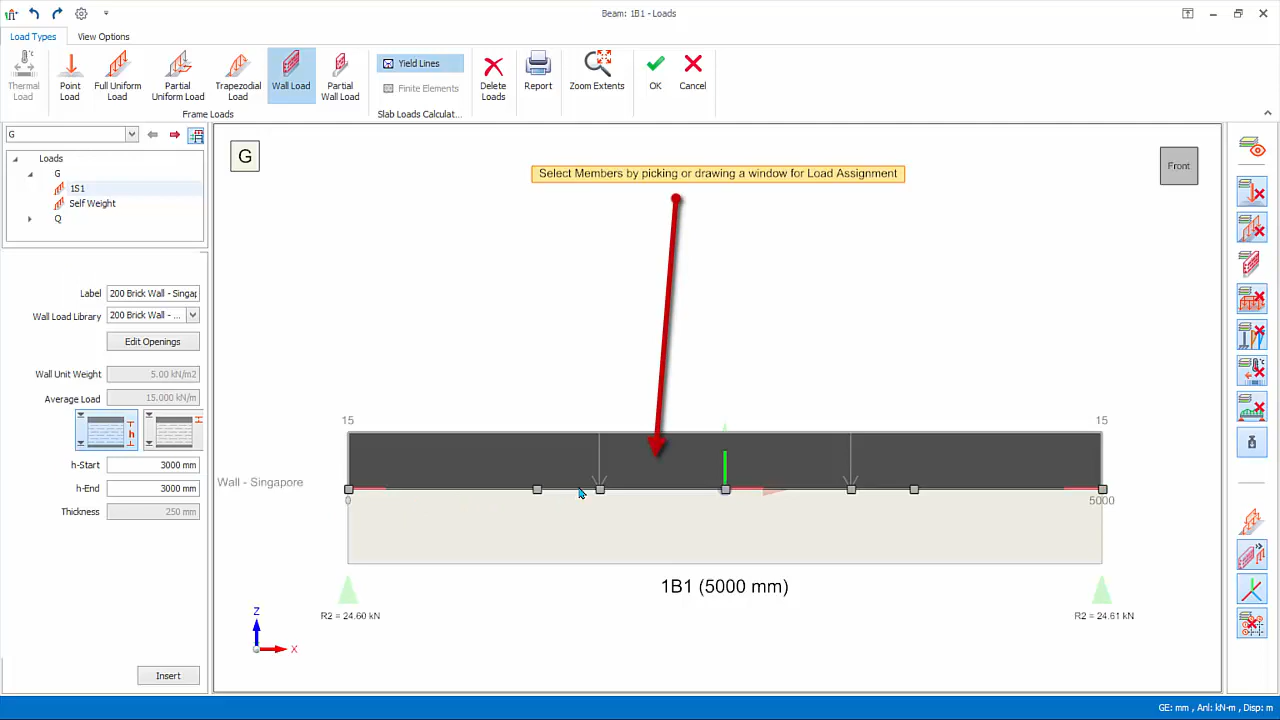 Beam: 1B1 - Loads
Load Types
View Options
Thermal Load
Point Load
Full Uniform Load
Partial Uniform Load
Trapezodial Load
Wall Load
Partial Wall Load
Yield Lines
Finite Elements
Delete Loads
Report
Zoom Extents
OK
Cancel
Frame Loads
Slab Loads Calculat...
G
Loads
G
1S1
Self Weight
Q
Label
200 Brick Wall - Singap
Wall Load Library
200 Brick Wall - ...
Edit Openings
Wall Unit Weight
5.00 kN/m2
Average Load
15.000 kN/m
h
h-Start
3000 mm
h-End
3000 mm
Thickness
250 mm
Insert
G
Select Members by picking or drawing a window for Load Assignment
Front
15
15
Wall - Singapore
0
5000
1B1 (5000 mm)
R2 = 24.60 kN
R2 = 24.61 kN
Z
X
GE: mm , Anl: kN-m , Disp: m